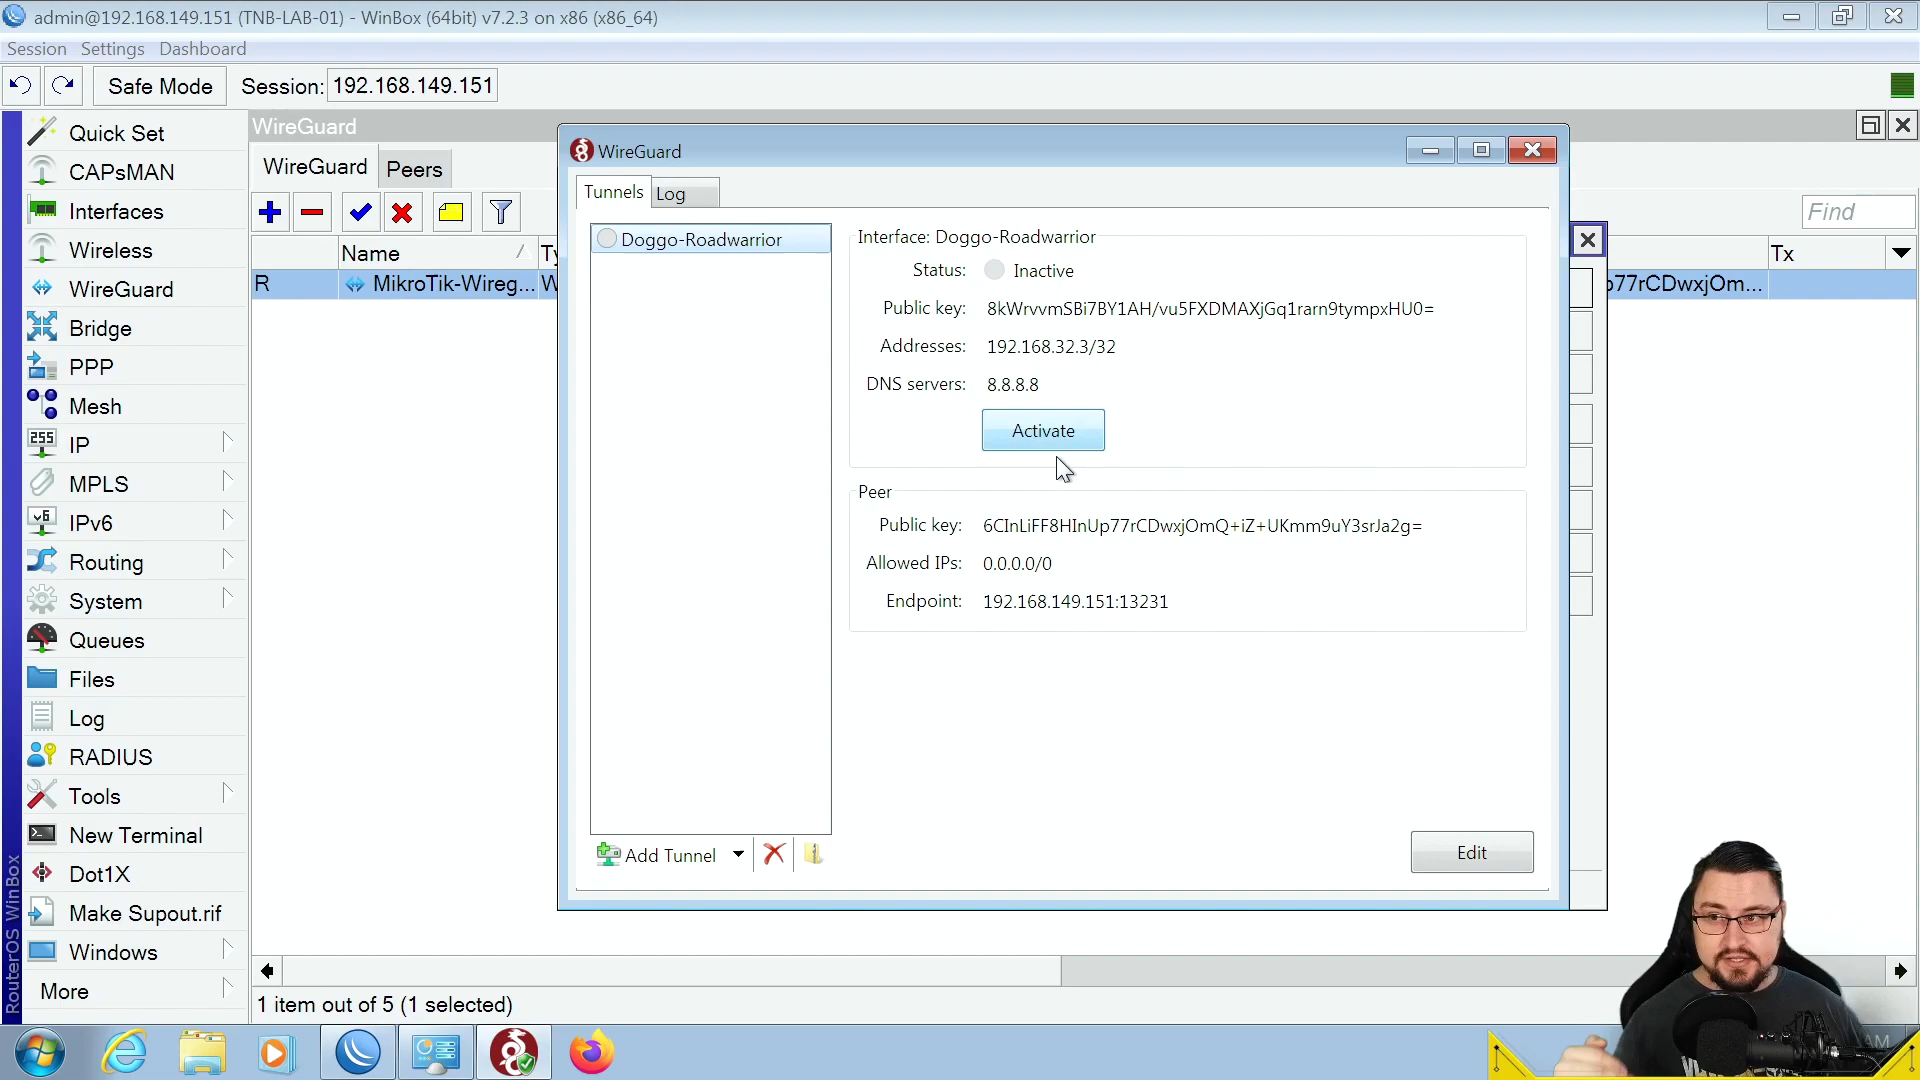 admin@192.168.149.151 (TNB-LAB-01) - WinBox (64bit) v7.2.3 on x86 (x86_64)
Session Settings Dashboard
Safe Mode Session: 192.168.149.151
Quick Set
CAPsMAN
Interfaces
Wireless
WireGuard
Bridge
PPP
Mesh
IP
MPLS
IPv6
Routing
System
Queues
Files
Log
RADIUS
Tools
New Terminal
Dot1X
Make Supout.rif
Windows
More
RouterOS WinBox
WireGuard
WireGuard Peers
Find
Name Ty Tx
R MikroTik-Wireg... W p77rCDwxjOm...
1 item out of 5 (1 selected)
WireGuard
Tunnels Log
Doggo-Roadwarrior
Interface: Doggo-Roadwarrior
Status: Inactive
Public key: 8kWrvvmSBi7BY1AH/vu5FXDMAXjGq1rarn9tympxHU0=
Addresses: 192.168.32.3/32
DNS servers: 8.8.8.8
Activate
Peer
Public key: 6CInLiFF8HInUp77rCDwxjOmQ+iZ+UKmm9uY3srJa2g=
Allowed IPs: 0.0.0.0/0
Endpoint: 192.168.149.151:13231
Add Tunnel
Edit
AM